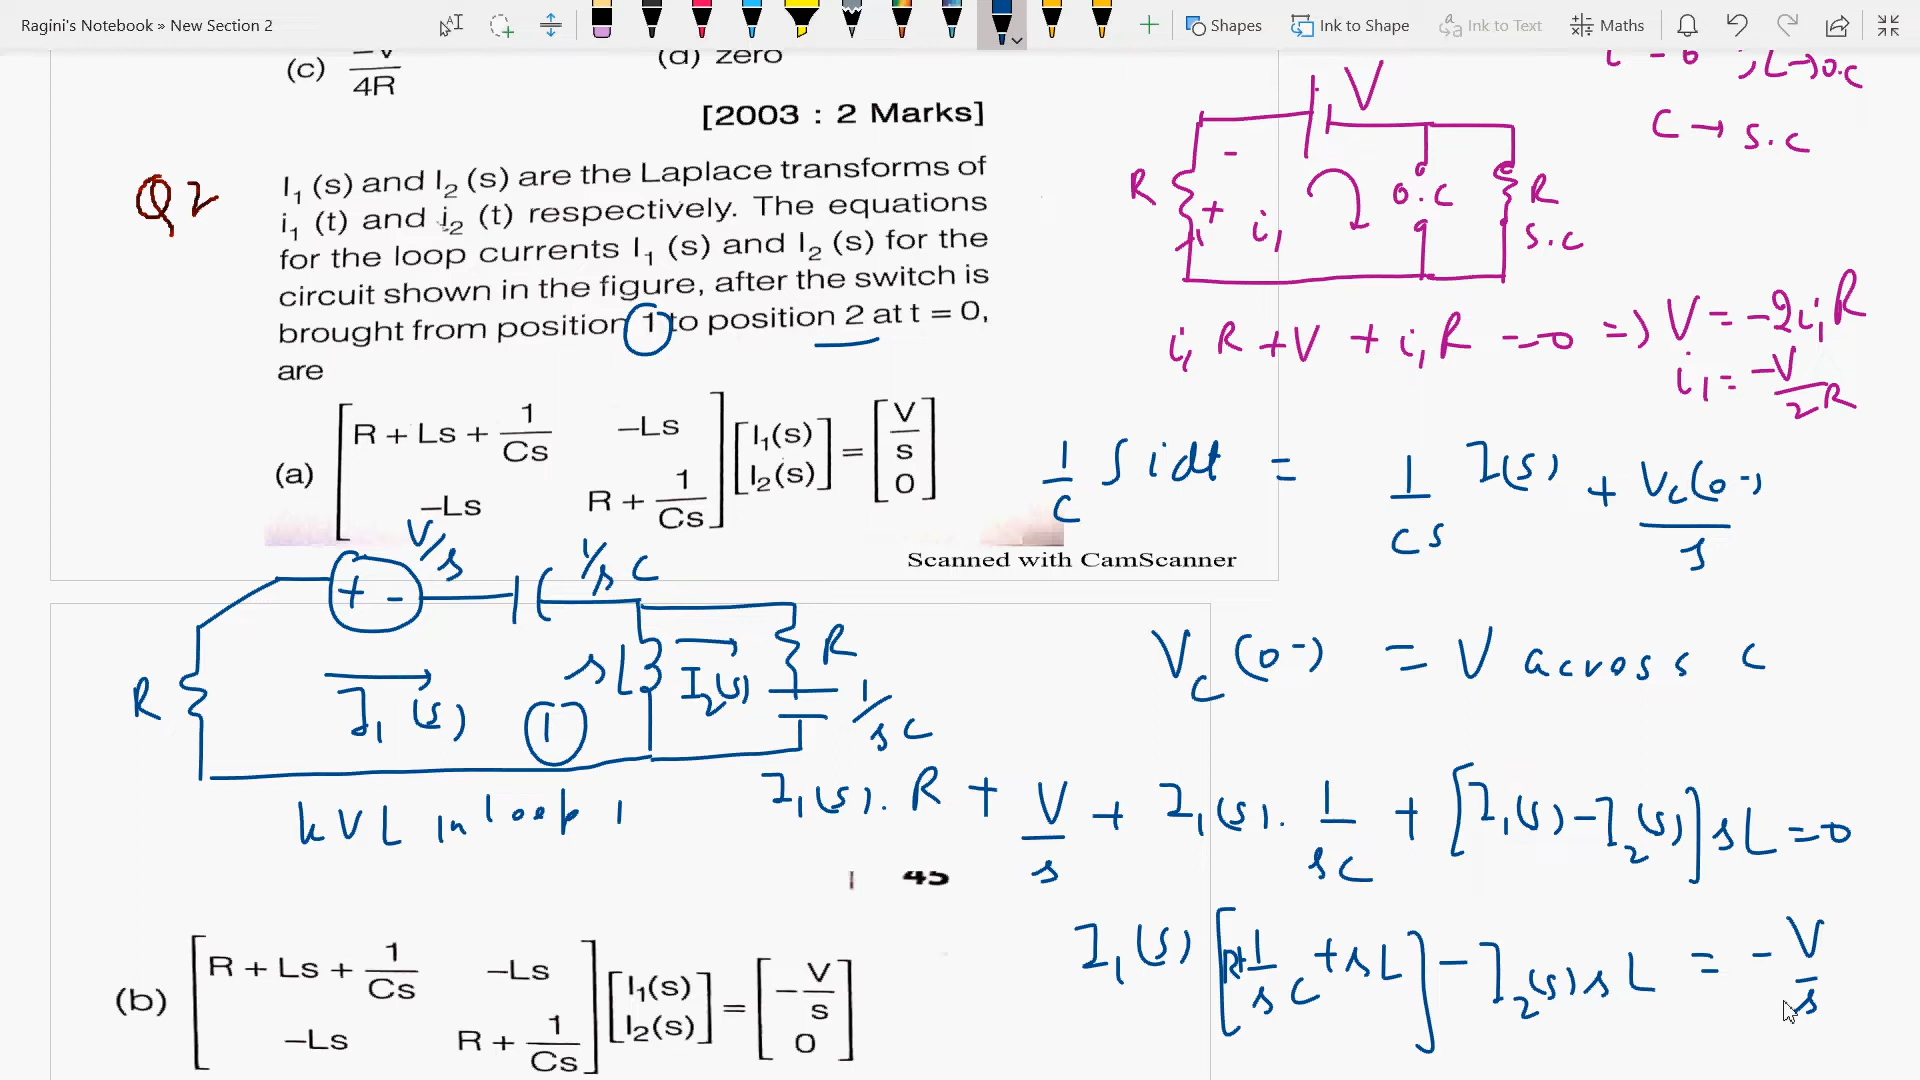 Ragini's Notebook » New Section 2
Shapes
Ink to Shape
Ink to Text
Maths
(c) -V / 4R
(d) zero
[2003 : 2 Marks]
Q2
I₁ (s) and I₂ (s) are the Laplace transforms of
i₁ (t) and i₂ (t) respectively. The equations
for the loop currents I₁ (s) and I₂ (s) for the
circuit shown in the figure, after the switch is
brought from position 1 to position 2 at t = 0,
are
(a) [R + Ls + 1/Cs  -Ls; -Ls  R + 1/Cs] [I₁(s); I₂(s)] = [V/s; 0]
Scanned with CamScanner
; L → o.c
C → s.c
V
R - + i₁ o.c R
s.c
i₁R + V + i₁R = 0 => V = -2i₁R
i₁ = -V/2R
1/C ∫ i dt = 1/Cs I(s) + Vc(0-)/s
Vc(0-) = V across C
+ - V/s 1/sC
R I₁(s) 1 sL I₂(s) R 1/sC
KVL in loop 1
I₁(s). R + V/s + I₁(s). 1/sC + [I₁(s) - I₂(s)] sL = 0
I₁(s) [R+ 1/sC + sL] - I₂(s) sL = -V/s
45
(b) [R + Ls + 1/Cs  -Ls; -Ls  R + 1/Cs] [I₁(s); I₂(s)] = [-V/s; 0]